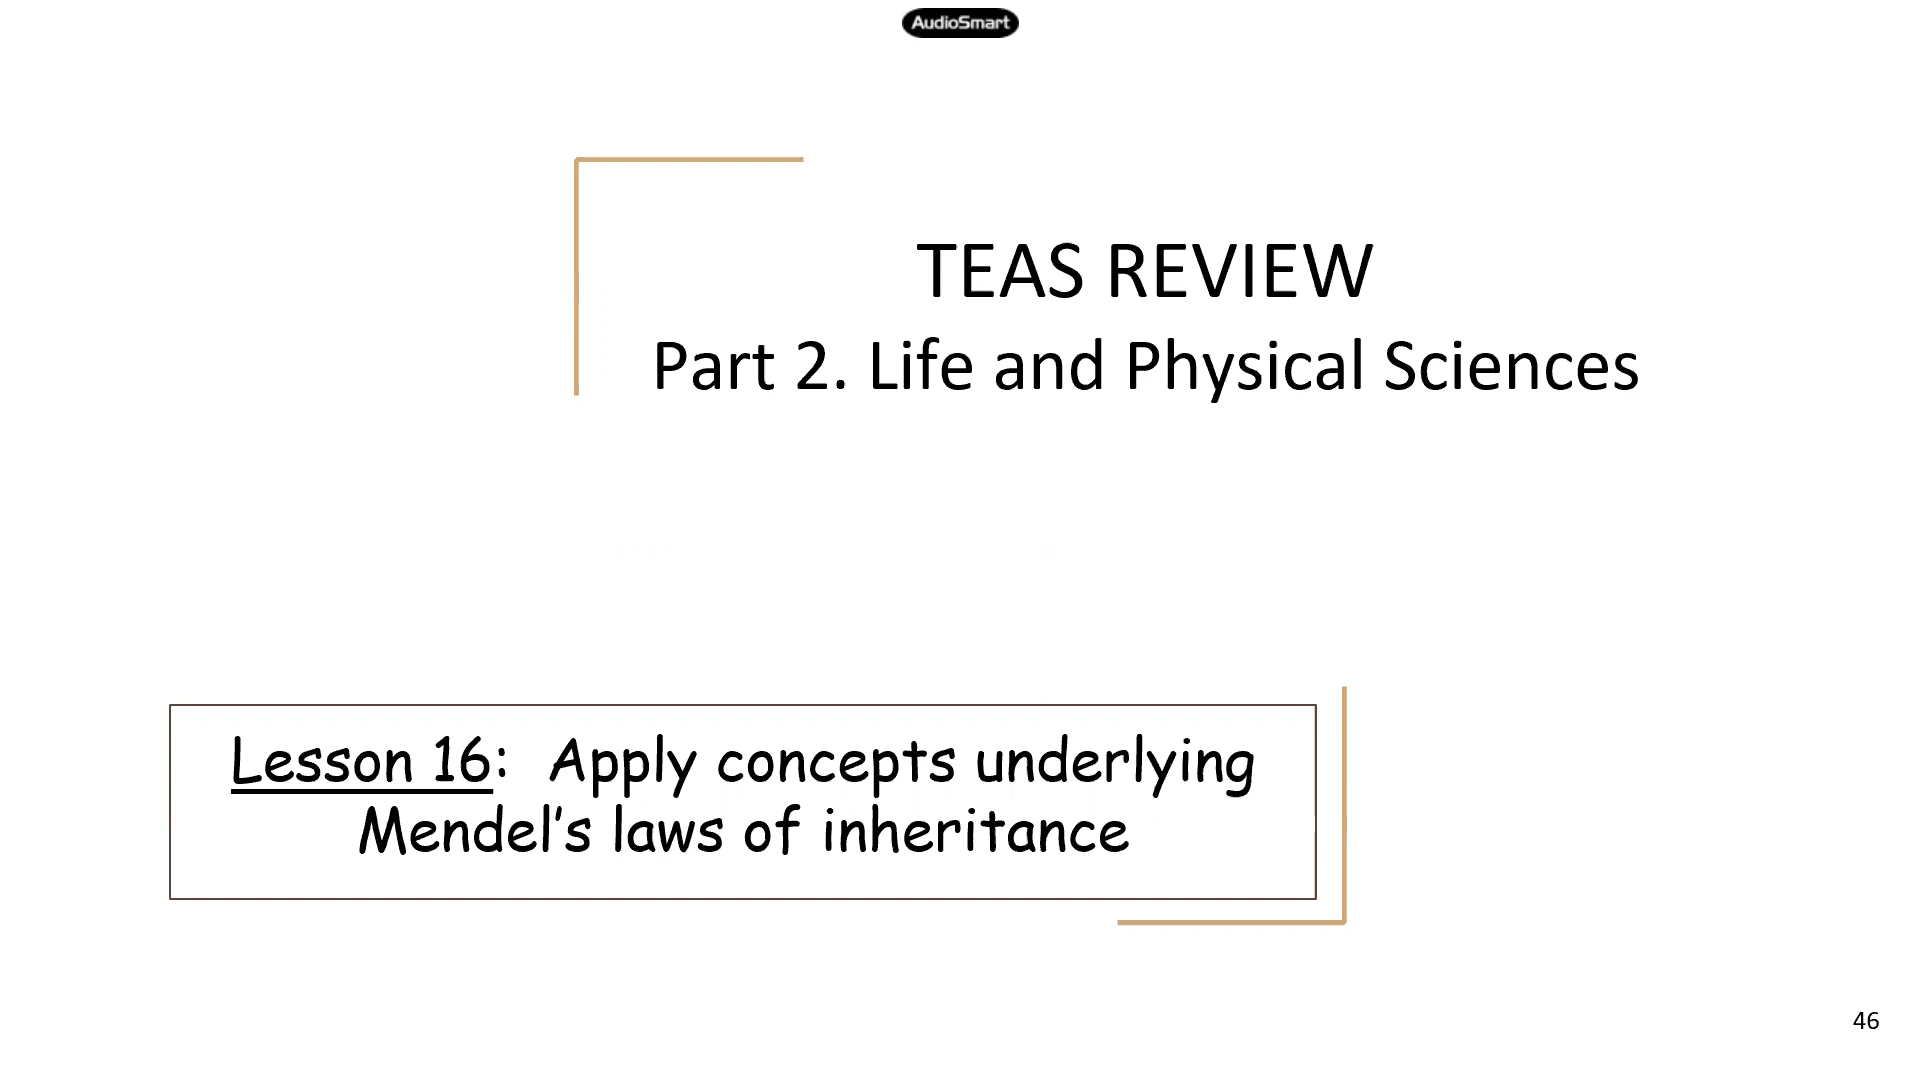 AudioSmart
TEAS REVIEW
Part 2. Life and Physical Sciences
Lesson 16:  Apply concepts underlying
Mendel's laws of inheritance
46